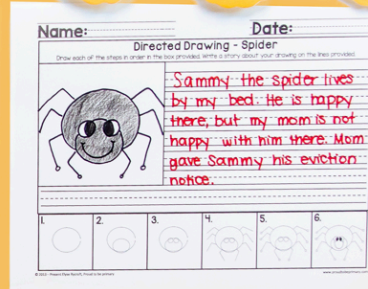 Name:
Date:
Directed Drawing - Spider
Draw each of the steps in order in the box provided. Write a story about your drawing on the lines provided.
Sammy the spider lives
by my bed. He is happy
there, but my mom is not
happy with him there. Mom
gave Sammy his eviction
notice.
1. 2. 3. 4. 5. 6.